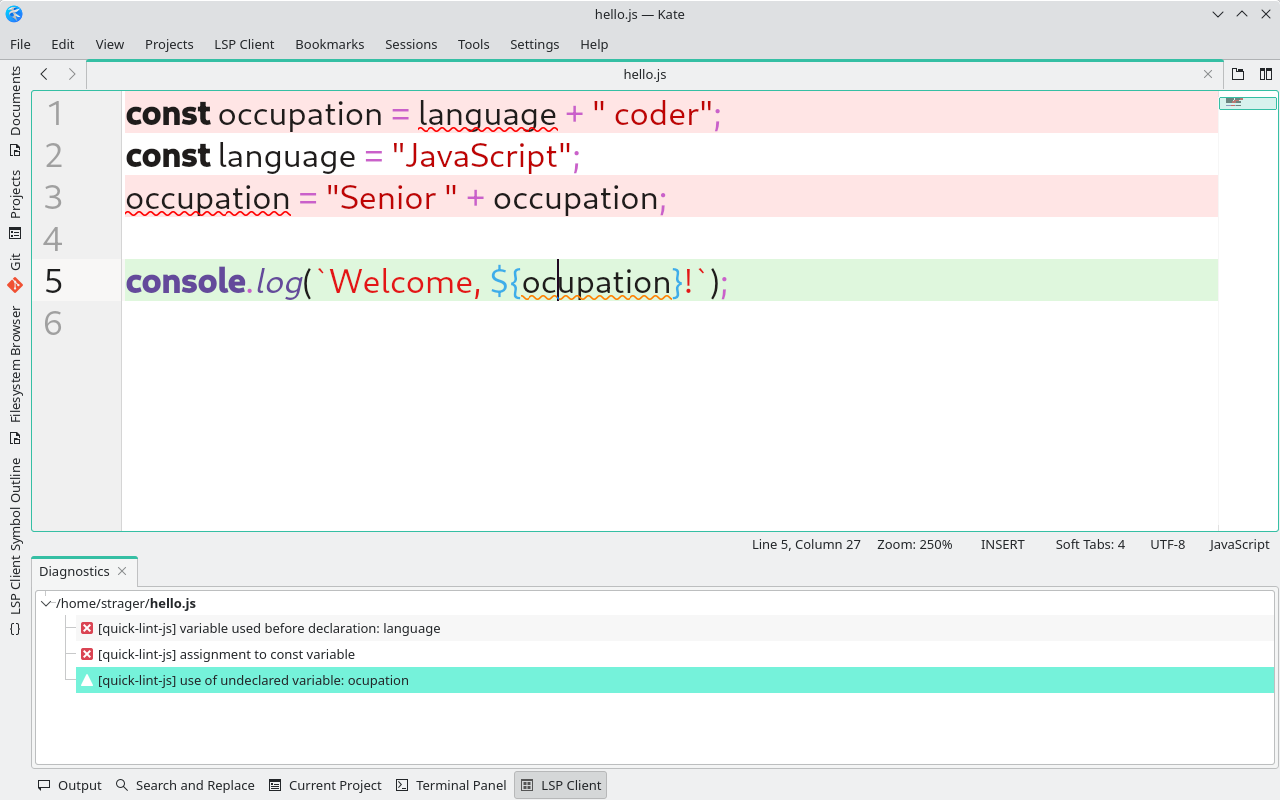 hello.js — Kate
File Edit View Projects LSP Client Bookmarks Sessions Tools Settings Help
Documents
Projects
Git
Filesystem Browser
LSP Client Symbol Outline
hello.js
1 const occupation = language + " coder";
2 const language = "JavaScript";
3 occupation = "Senior " + occupation;
4
5 console.log(`Welcome, ${ocupation}!`);
6
Line 5, Column 27 Zoom: 250% INSERT Soft Tabs: 4 UTF-8 JavaScript
Diagnostics
/home/strager/hello.js
[quick-lint-js] variable used before declaration: language
[quick-lint-js] assignment to const variable
[quick-lint-js] use of undeclared variable: ocupation
Output Search and Replace Current Project Terminal Panel LSP Client